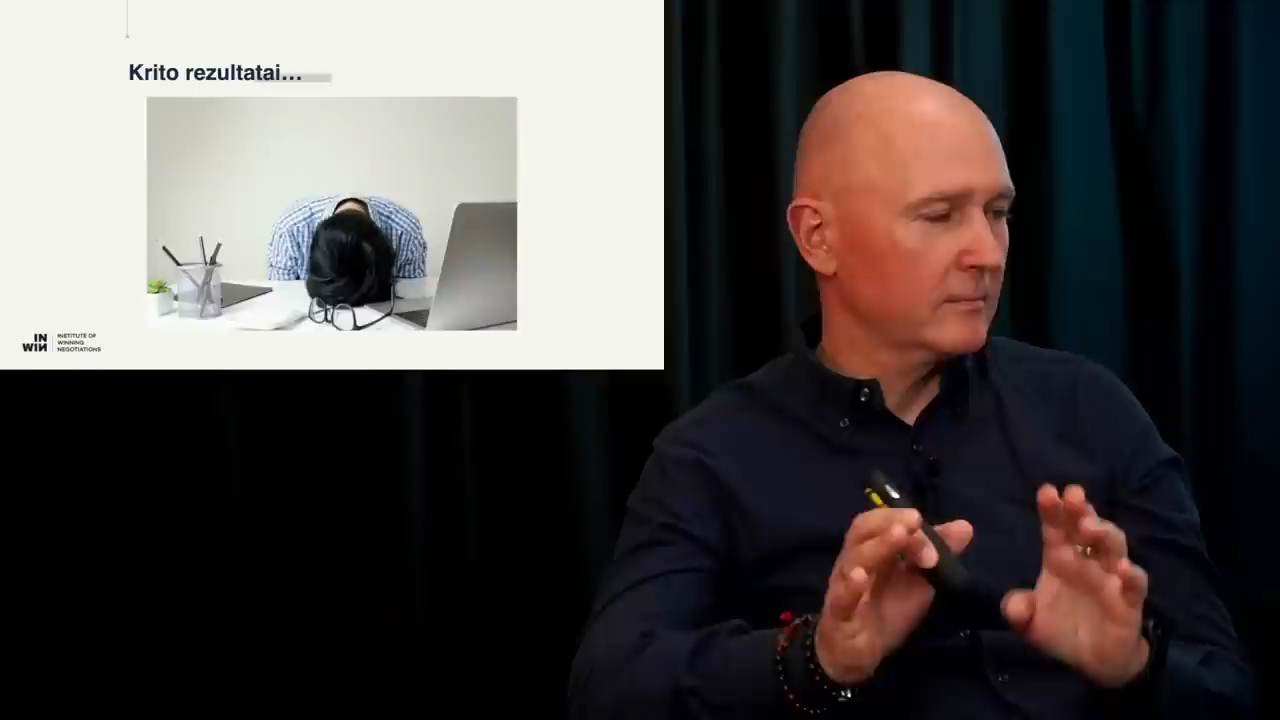 Krito rezultatai...
IN
WIN
INSTITUTE OF
WINNING
NEGOTIATIONS